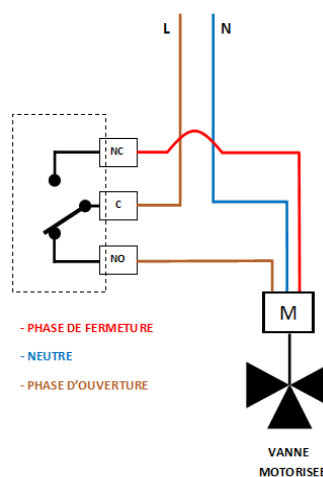 L N
NC
C
NO
M
- PHASE DE FERMETURE
- NEUTRE
- PHASE D'OUVERTURE
VANNE
MOTORISEE